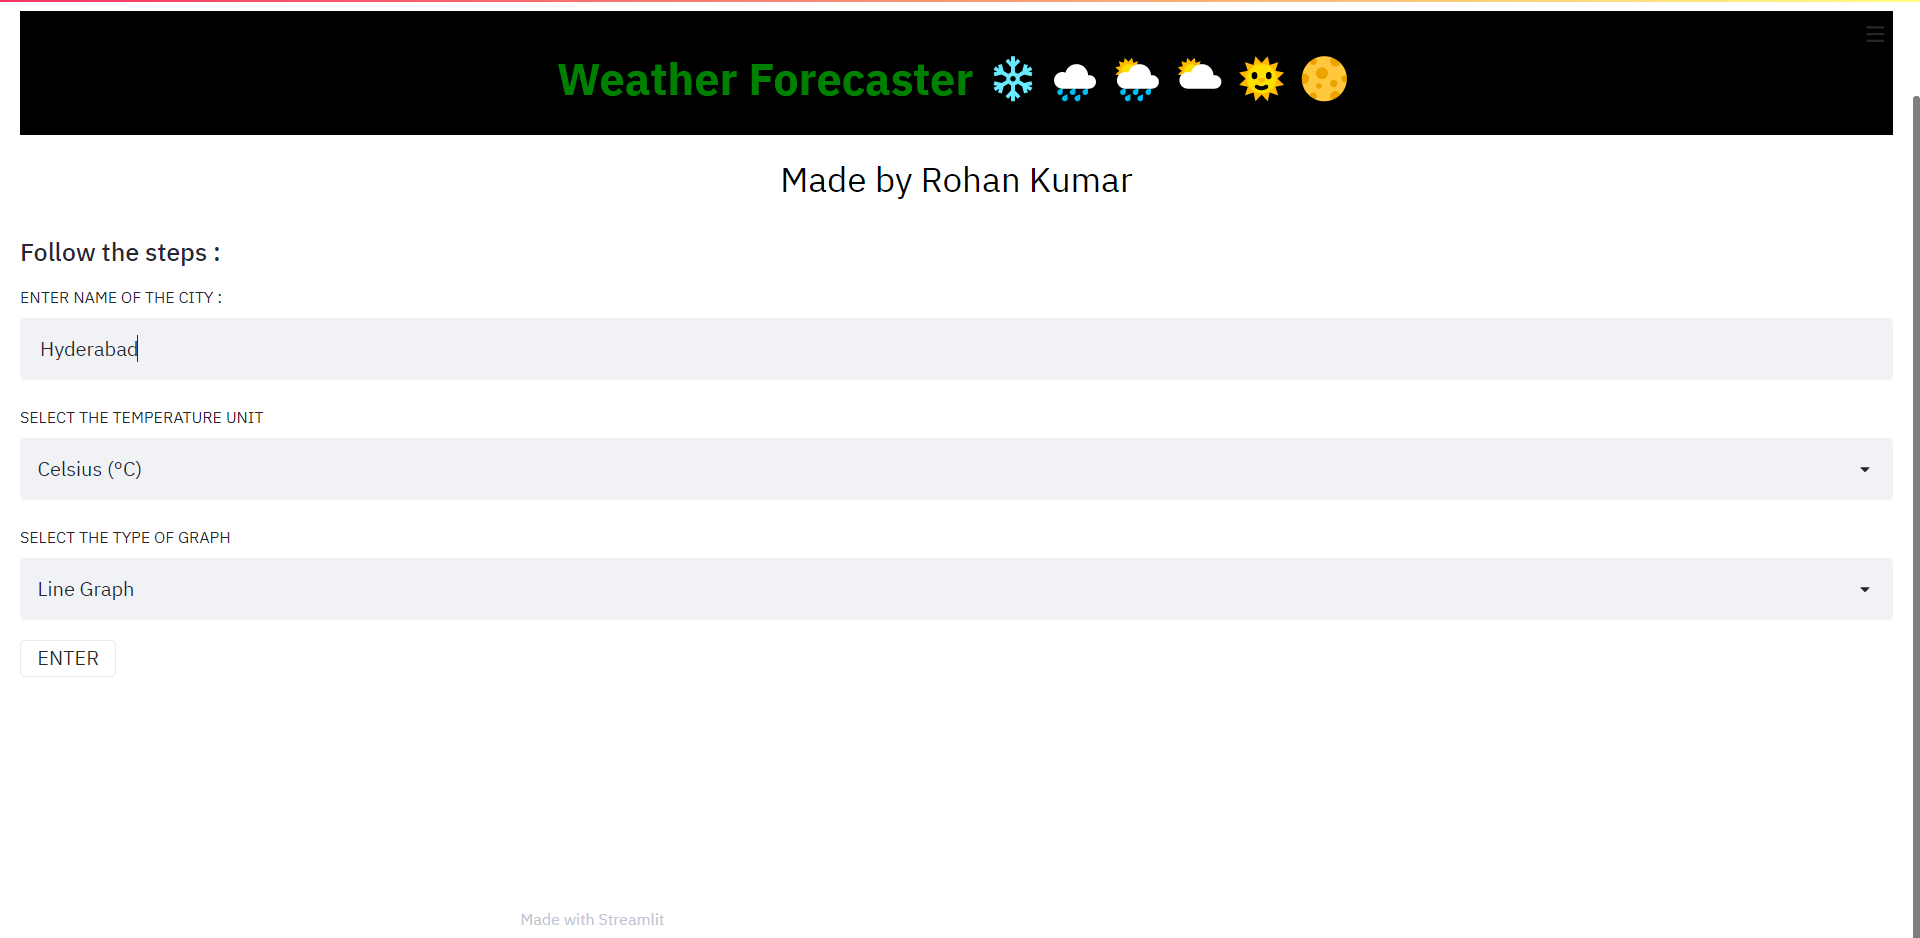 Weather Forecaster
Made by Rohan Kumar
Follow the steps :
ENTER NAME OF THE CITY :
Hyderabad
SELECT THE TEMPERATURE UNIT
Celsius (°C)
SELECT THE TYPE OF GRAPH
Line Graph
ENTER
Made with Streamlit